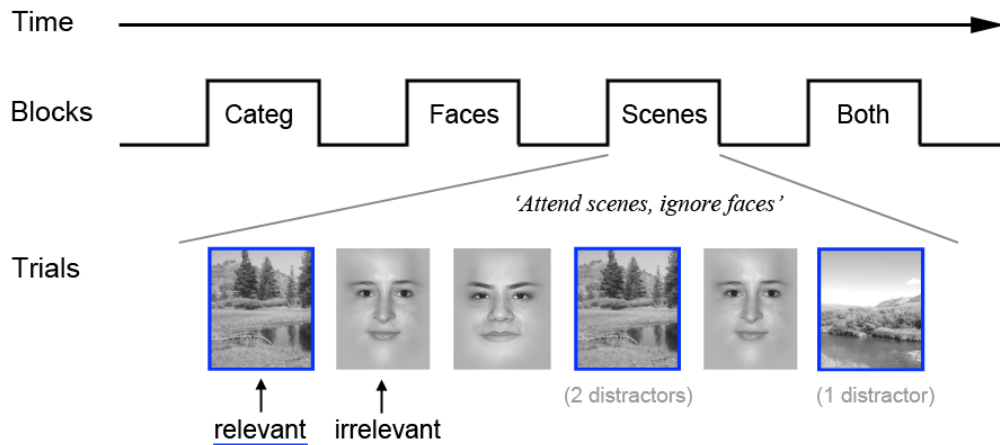 Time
Blocks Categ Faces Scenes Both
‘Attend scenes, ignore faces’
Trials
(2 distractors) (1 distractor)
relevant irrelevant